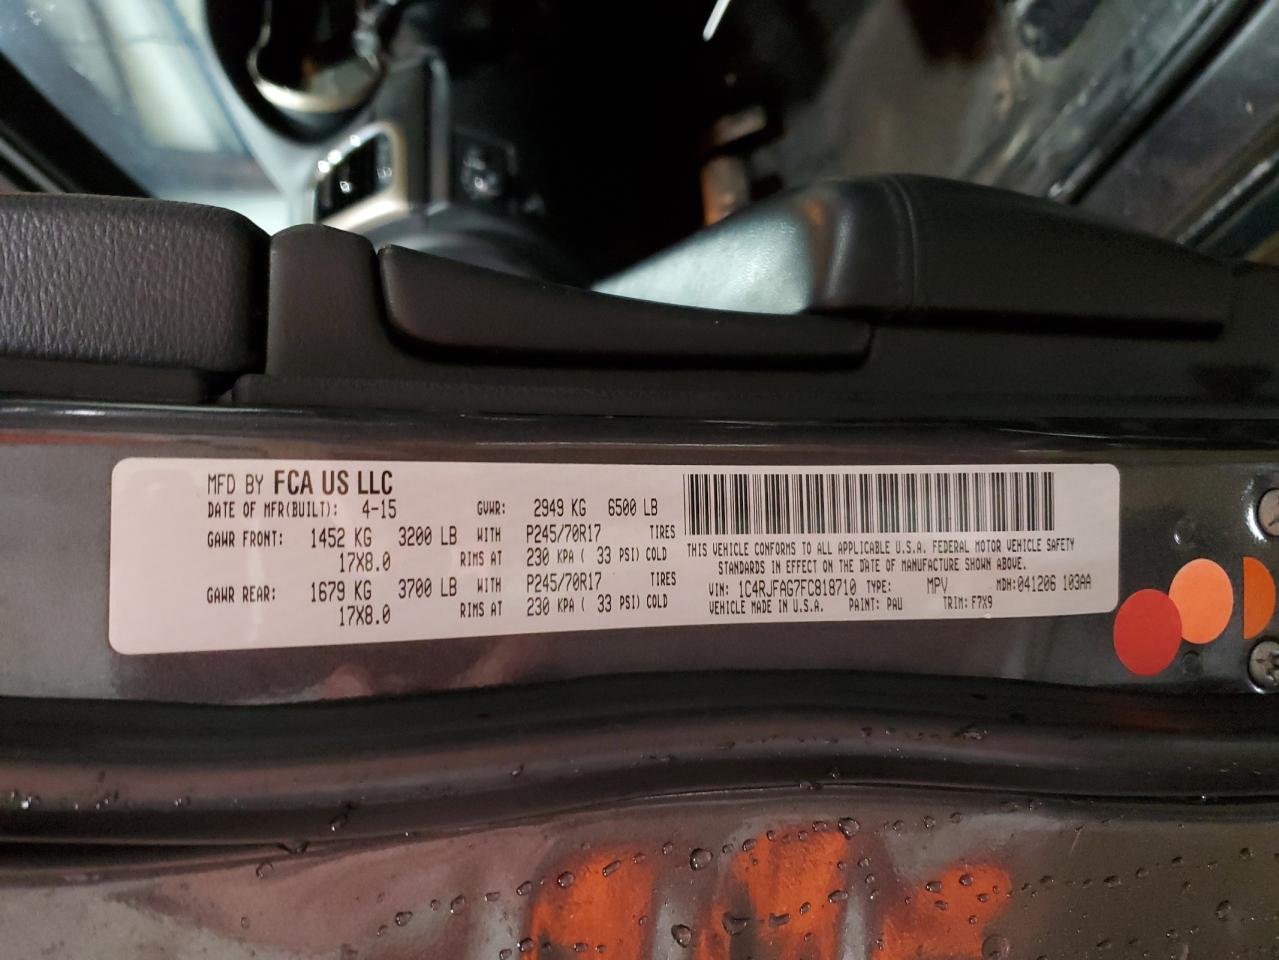 MFD BY FCA US LLC
DATE OF MFR(BUILT): 4-15 GVWR: 2949 KG 6500 LB
GAWR FRONT: 1452 KG 3200 LB WITH P245/70R17 TIRES
17X8.0 RIMS AT 230 KPA ( 33 PSI) COLD
GAWR REAR: 1679 KG 3700 LB WITH P245/70R17 TIRES
17X8.0 RIMS AT 230 KPA ( 33 PSI) COLD
THIS VEHICLE CONFORMS TO ALL APPLICABLE U.S.A. FEDERAL MOTOR VEHICLE SAFETY
STANDARDS IN EFFECT ON THE DATE OF MANUFACTURE SHOWN ABOVE.
VIN: 1C4RJFAG7FC818710 TYPE: MPV MDH:041206 103AA
VEHICLE MADE IN U.S.A. PAINT: PAU TRIM: F7X9